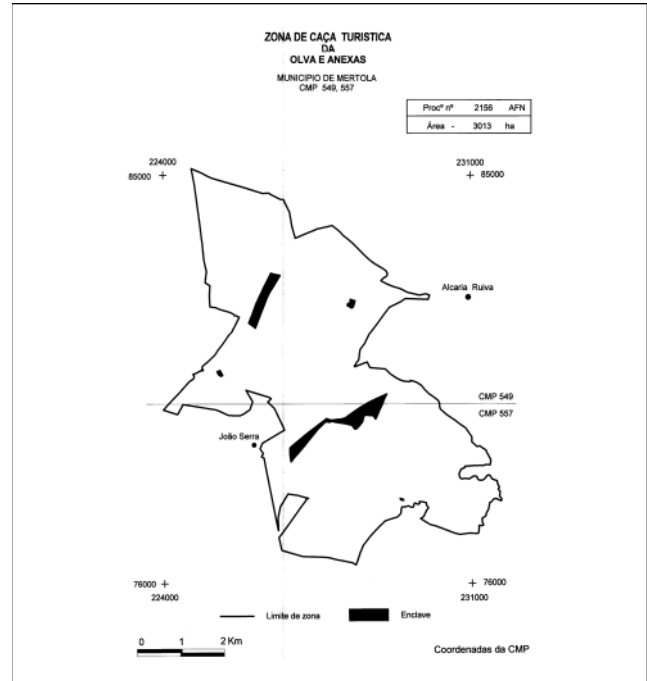 ZONA DE CAÇA TURISTICA
DA
OLVA E ANEXAS
MUNICIPIO DE MERTOLA
CMP 549, 557
Procº nº 2156 AFN
Área - 3013 ha
224000
85000
231000
85000
Alcaria Ruiva
CMP 549
CMP 557
João Serra
76000
224000
76000
231000
Limite de zona
Enclave
0 1 2 Km
Coordenadas da CMP